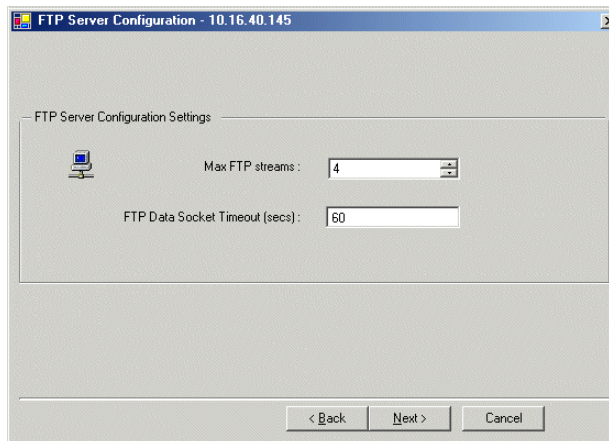 FTP Server Configuration - 10.16.40.145
FTP Server Configuration Settings
Max FTP streams : 4
FTP Data Socket Timeout (secs) : 60
< Back Next > Cancel